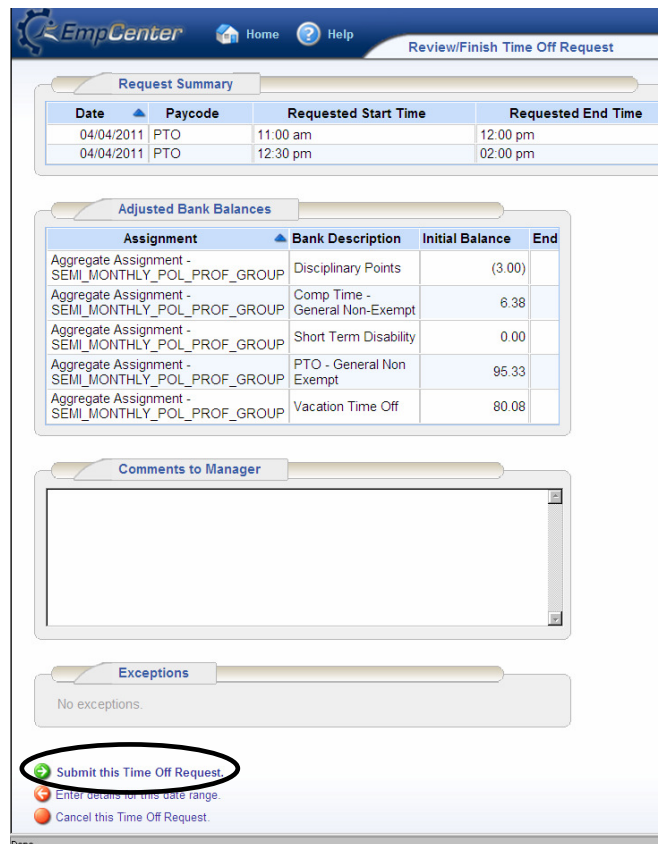 EmpCenter Home Help Review/Finish Time Off Request
Request Summary
Date Paycode Requested Start Time Requested End Time
04/04/2011 PTO 11:00 am 12:00 pm
04/04/2011 PTO 12:30 pm 02:00 pm
Adjusted Bank Balances
Assignment Bank Description Initial Balance End
Aggregate Assignment -
SEMI_MONTHLY_POL_PROF_GROUP Disciplinary Points (3.00)
Aggregate Assignment -
SEMI_MONTHLY_POL_PROF_GROUP Comp Time -
General Non-Exempt 6.38
Aggregate Assignment -
SEMI_MONTHLY_POL_PROF_GROUP Short Term Disability 0.00
Aggregate Assignment -
SEMI_MONTHLY_POL_PROF_GROUP PTO - General Non
Exempt 95.33
Aggregate Assignment -
SEMI_MONTHLY_POL_PROF_GROUP Vacation Time Off 80.08
Comments to Manager
Exceptions
No exceptions.
Submit this Time Off Request.
Enter details for this date range.
Cancel this Time Off Request.